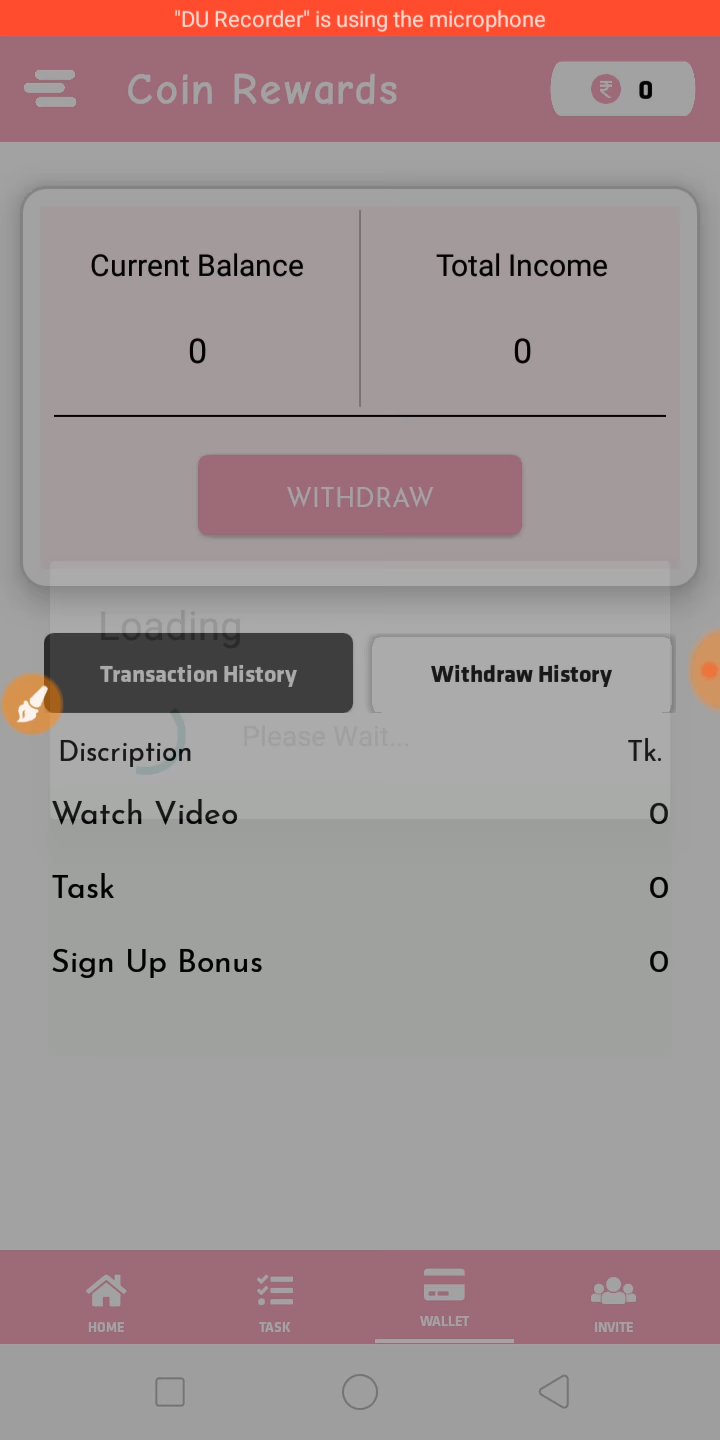 "DU Recorder" is using the microphone
Coin Rewards
₹ 0
Current Balance Total Income
0 0
WITHDRAW
Loading
Transaction History Withdraw History
Please Wait...
Discription Tk.
Watch Video 0
Task 0
Sign Up Bonus 0
HOME TASK WALLET INVITE